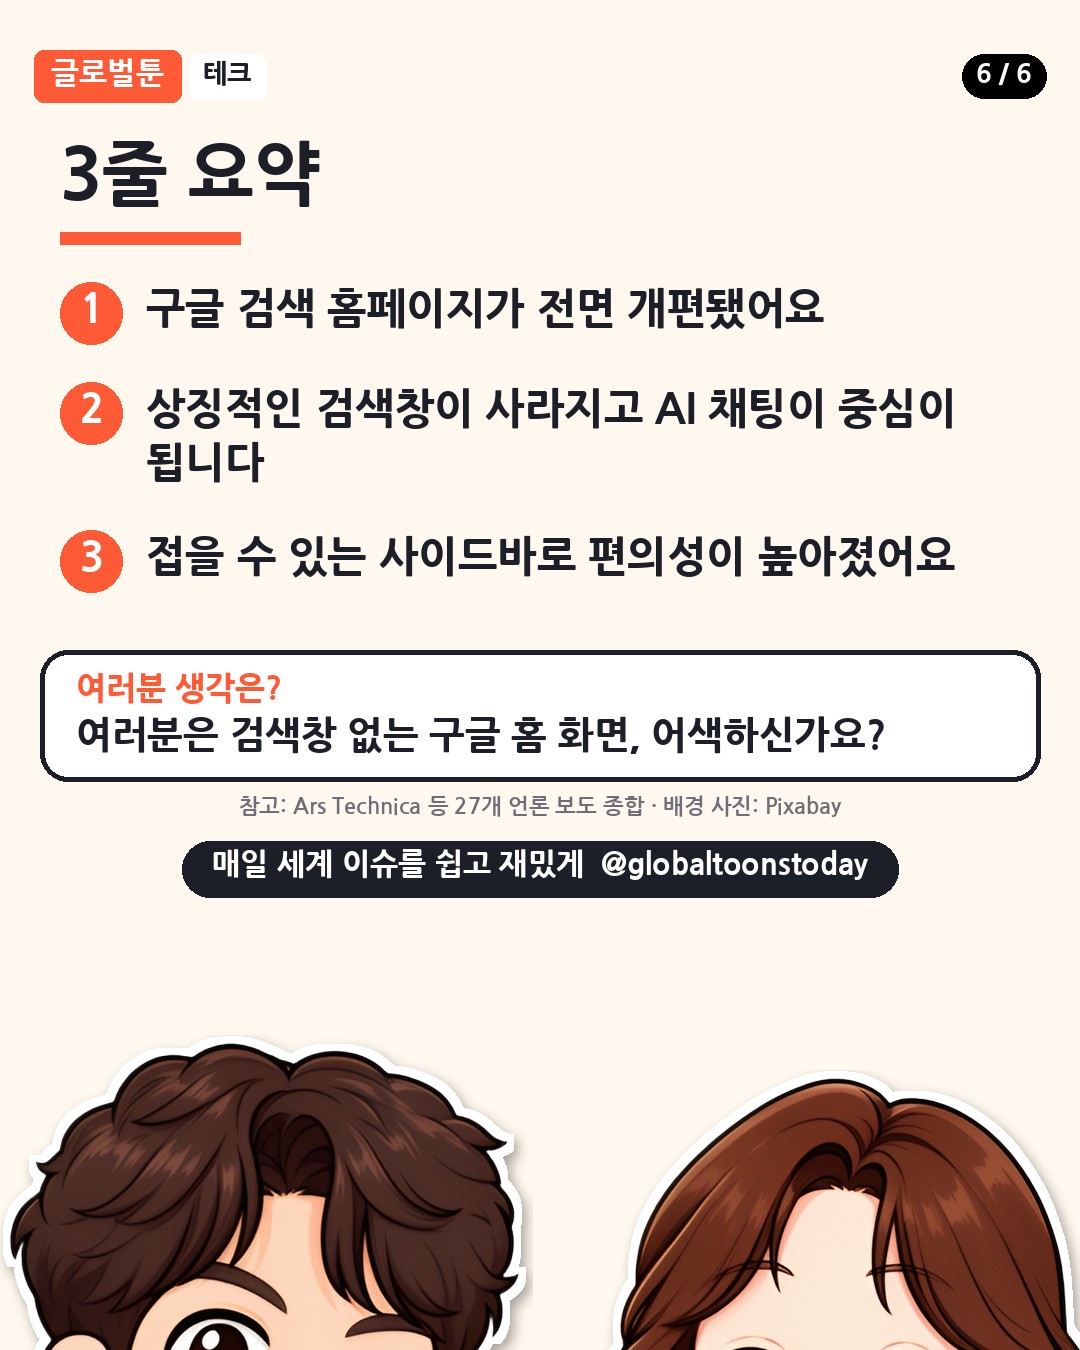 글로벌툰 테크 6 / 6
3줄 요약
1 구글 검색 홈페이지가 전면 개편됐어요
2 상징적인 검색창이 사라지고 AI 채팅이 중심이
됩니다
3 접을 수 있는 사이드바로 편의성이 높아졌어요
여러분 생각은?
여러분은 검색창 없는 구글 홈 화면, 어색하신가요?
참고: Ars Technica 등 27개 언론 보도 종합 · 배경 사진: Pixabay
매일 세계 이슈를 쉽고 재밌게 @globaltoonstoday